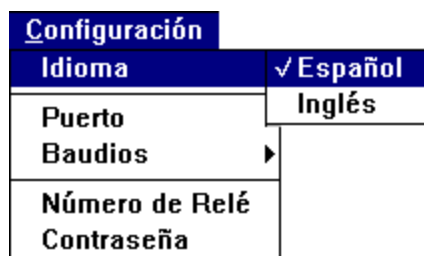 Configuración
Idioma
✓Español
Inglés
Puerto
Baudios
Número de Relé
Contraseña